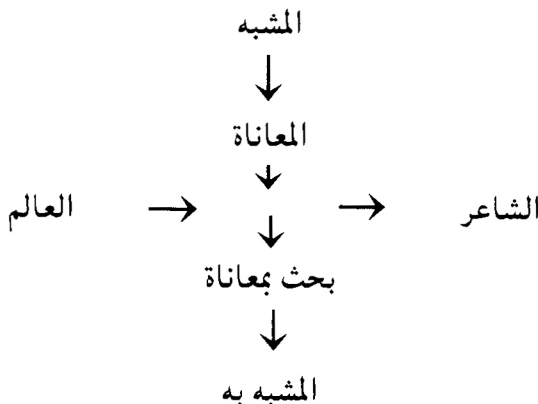 المشبه
↓
المعاناة
↓
الشاعر → → العالم
↓
بحث بمعاناة
↓
المشبه به